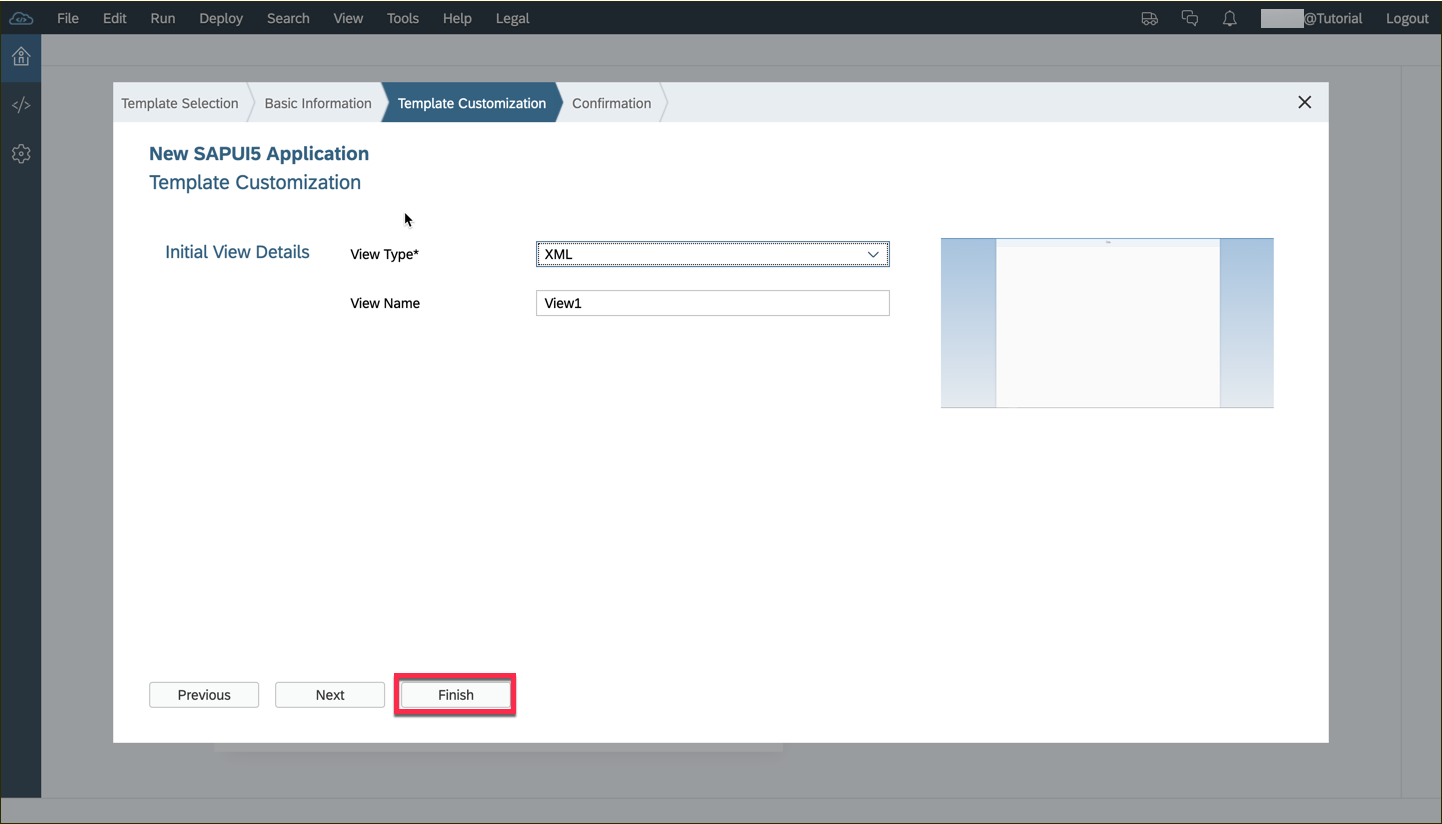 File Edit Run Deploy Search View Tools Help Legal @Tutorial Logout
Template Selection Basic Information Template Customization Confirmation
New SAPUI5 Application
Template Customization
Initial View Details View Type* XML
View Name View1
Previous Next Finish